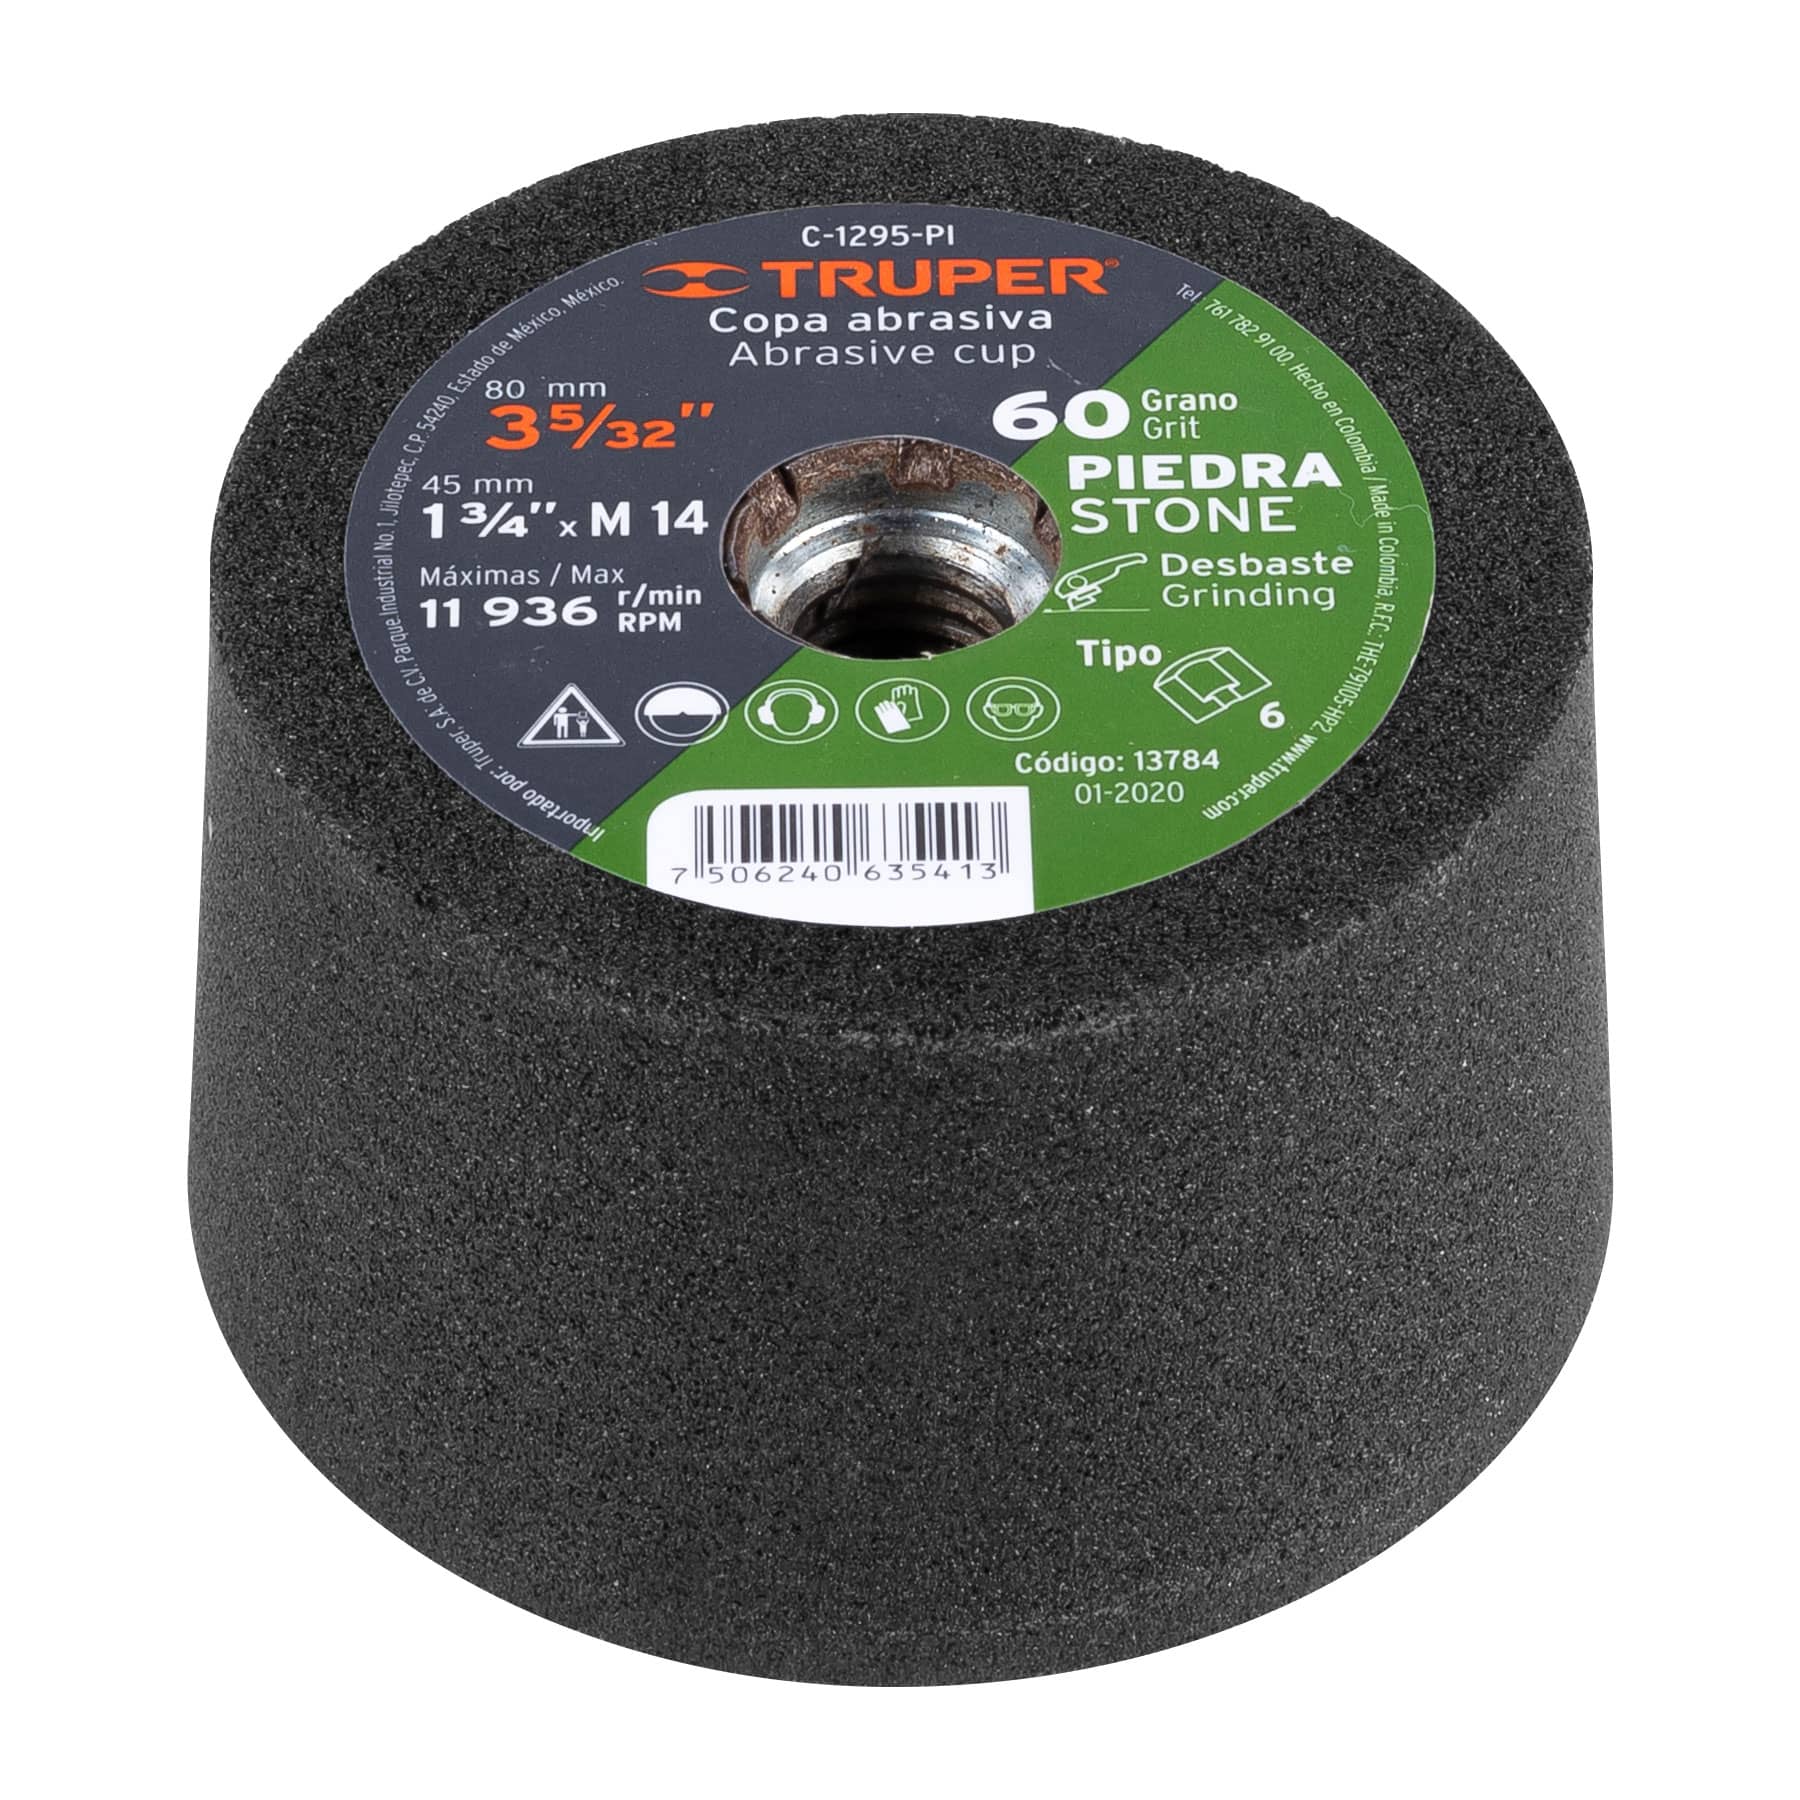 C-1295-PI
TRUPER®
Copa abrasiva
Abrasive cup
80 mm
3 5/32"
45 mm
1 3/4" x M 14
Máximas / Max
11 936 r/min
RPM
60 Grano
Grit
PIEDRA
STONE
Desbaste
Grinding
Tipo
6
Código: 13784
01-2020
7 506240 635413
Importado por: Truper, S.A. de C.V. Parque Industrial No. 1, Jilotepec, C.P. 54240, Estado de México, México.
Tel. 761 782 91 00, Hecho en Colombia / Made in Colombia, R.F.C.: THE-791105-HP2, www.truper.com